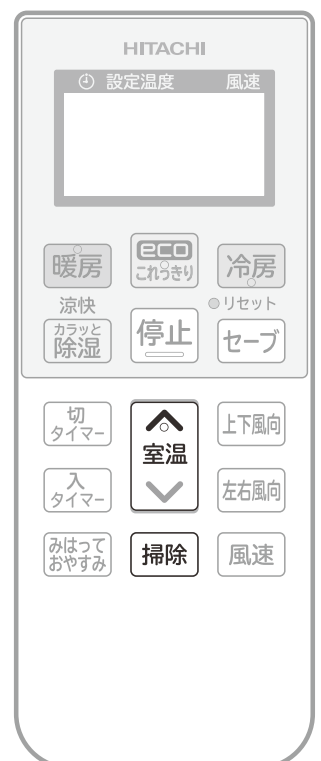 HITACHI
設定温度 風速
暖房
eco
これっきり
冷房
涼快
カラッと
除湿
停止
リセット
セーブ
切
タイマー
室温
上下風向
入
タイマー
左右風向
みはって
おやすみ
掃除
風速